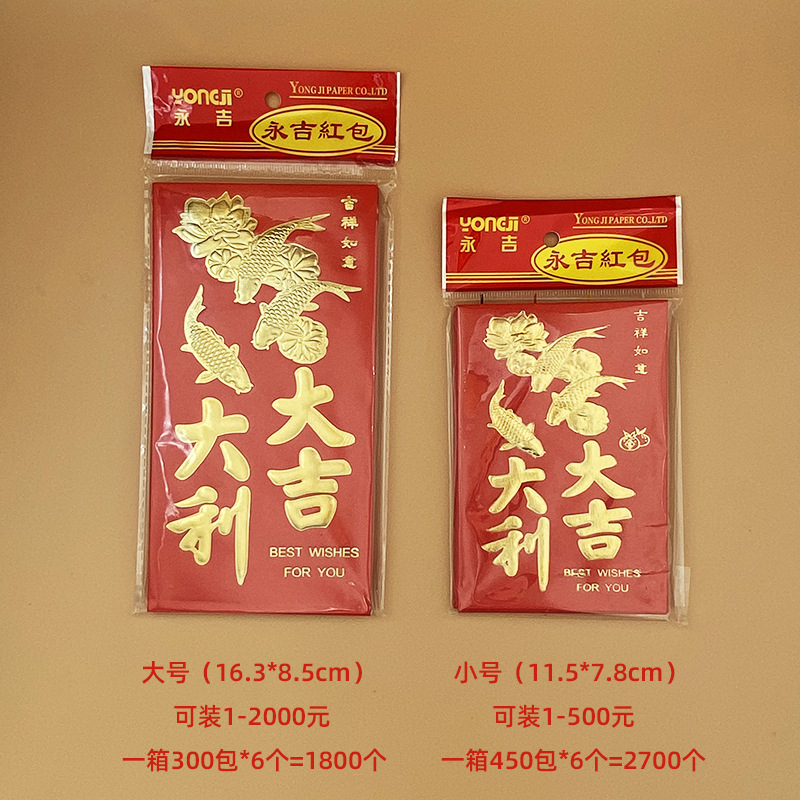 YONGJI®
永吉
YONG JI PAPER CO.,LTD
永吉紅包
吉祥如意
大吉
大利
BEST WISHES
FOR YOU
YONGJI®
永吉
YONG JI PAPER CO.,LTD
永吉紅包
吉祥如意
大吉
大利
BEST WISHES
FOR YOU
大号（16.3*8.5cm）
可装1-2000元
一箱300包*6个=1800个
小号（11.5*7.8cm）
可装1-500元
一箱450包*6个=2700个